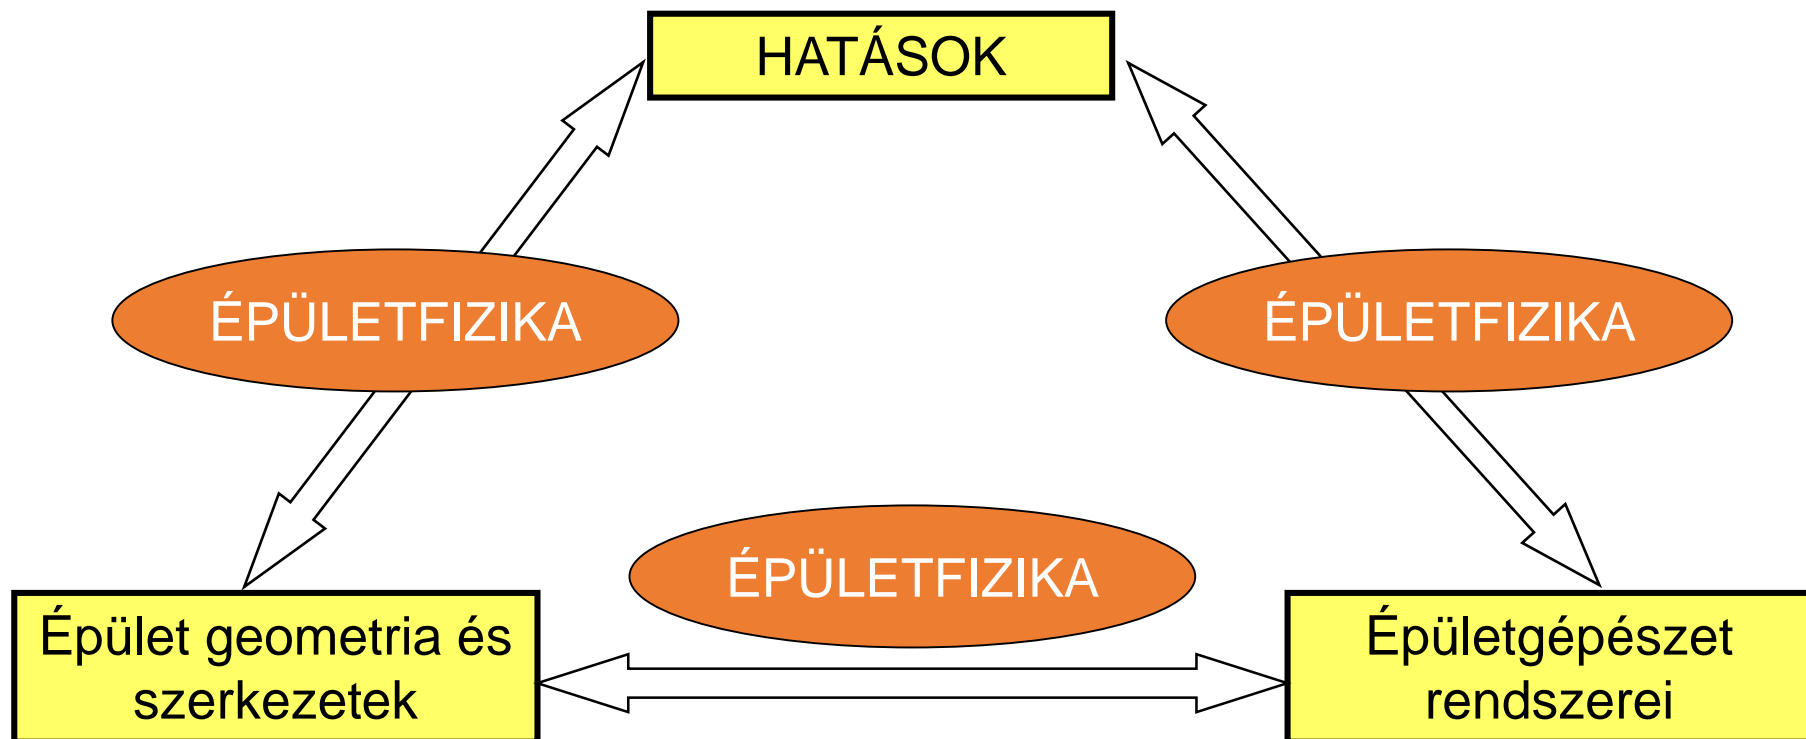 HATÁSOK
ÉPÜLETFIZIKA
ÉPÜLETFIZIKA
ÉPÜLETFIZIKA
Épület geometria és
szerkezetek
Épületgépészet
rendszerei